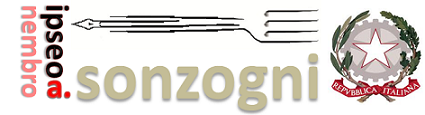 nembro
ipseoa.
sonzogni
REPVBBLICA ITALIANA